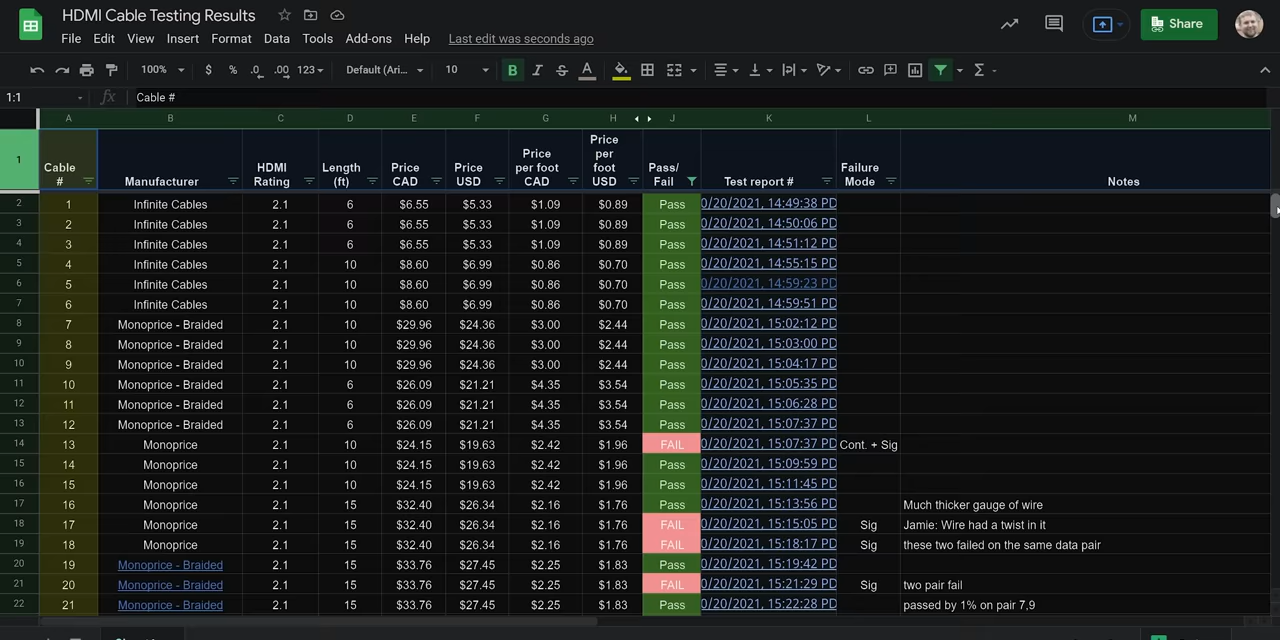 HDMI Cable Testing Results
File Edit View Insert Format Data Tools Add-ons Help Last edit was seconds ago
Share
100% $ % .0 .00 123 Default (Ari... 10 B I S A
1:1 fx Cable #
A B C D E F G H J K L M
1 Cable # Manufacturer HDMI Rating Length (ft) Price CAD Price USD Price per foot CAD Price per foot USD Pass/ Fail Test report # Failure Mode Notes
2 1 Infinite Cables 2.1 6 $6.55 $5.33 $1.09 $0.89 Pass 0/20/2021, 14:49:38 PD
3 2 Infinite Cables 2.1 6 $6.55 $5.33 $1.09 $0.89 Pass 0/20/2021, 14:50:06 PD
4 3 Infinite Cables 2.1 6 $6.55 $5.33 $1.09 $0.89 Pass 0/20/2021, 14:51:12 PD
5 4 Infinite Cables 2.1 10 $8.60 $6.99 $0.86 $0.70 Pass 0/20/2021, 14:55:15 PD
6 5 Infinite Cables 2.1 10 $8.60 $6.99 $0.86 $0.70 Pass 0/20/2021, 14:59:23 PD
7 6 Infinite Cables 2.1 10 $8.60 $6.99 $0.86 $0.70 Pass 0/20/2021, 14:59:51 PD
8 7 Monoprice - Braided 2.1 10 $29.96 $24.36 $3.00 $2.44 Pass 0/20/2021, 15:02:12 PD
9 8 Monoprice - Braided 2.1 10 $29.96 $24.36 $3.00 $2.44 Pass 0/20/2021, 15:03:00 PD
10 9 Monoprice - Braided 2.1 10 $29.96 $24.36 $3.00 $2.44 Pass 0/20/2021, 15:04:17 PD
11 10 Monoprice - Braided 2.1 6 $26.09 $21.21 $4.35 $3.54 Pass 0/20/2021, 15:05:35 PD
12 11 Monoprice - Braided 2.1 6 $26.09 $21.21 $4.35 $3.54 Pass 0/20/2021, 15:06:28 PD
13 12 Monoprice - Braided 2.1 6 $26.09 $21.21 $4.35 $3.54 Pass 0/20/2021, 15:07:37 PD
14 13 Monoprice 2.1 10 $24.15 $19.63 $2.42 $1.96 FAIL 0/20/2021, 15:07:37 PD Cont. + Sig
15 14 Monoprice 2.1 10 $24.15 $19.63 $2.42 $1.96 Pass 0/20/2021, 15:09:59 PD
16 15 Monoprice 2.1 10 $24.15 $19.63 $2.42 $1.96 Pass 0/20/2021, 15:11:45 PD
17 16 Monoprice 2.1 15 $32.40 $26.34 $2.16 $1.76 Pass 0/20/2021, 15:13:56 PD Much thicker gauge of wire
18 17 Monoprice 2.1 15 $32.40 $26.34 $2.16 $1.76 FAIL 0/20/2021, 15:15:05 PD Sig Jamie: Wire had a twist in it
19 18 Monoprice 2.1 15 $32.40 $26.34 $2.16 $1.76 FAIL 0/20/2021, 15:18:17 PD Sig these two failed on the same data pair
20 19 Monoprice - Braided 2.1 15 $33.76 $27.45 $2.25 $1.83 Pass 0/20/2021, 15:19:42 PD
21 20 Monoprice - Braided 2.1 15 $33.76 $27.45 $2.25 $1.83 FAIL 0/20/2021, 15:21:29 PD Sig two pair fail
22 21 Monoprice - Braided 2.1 15 $33.76 $27.45 $2.25 $1.83 Pass 0/20/2021, 15:22:28 PD passed by 1% on pair 7,9